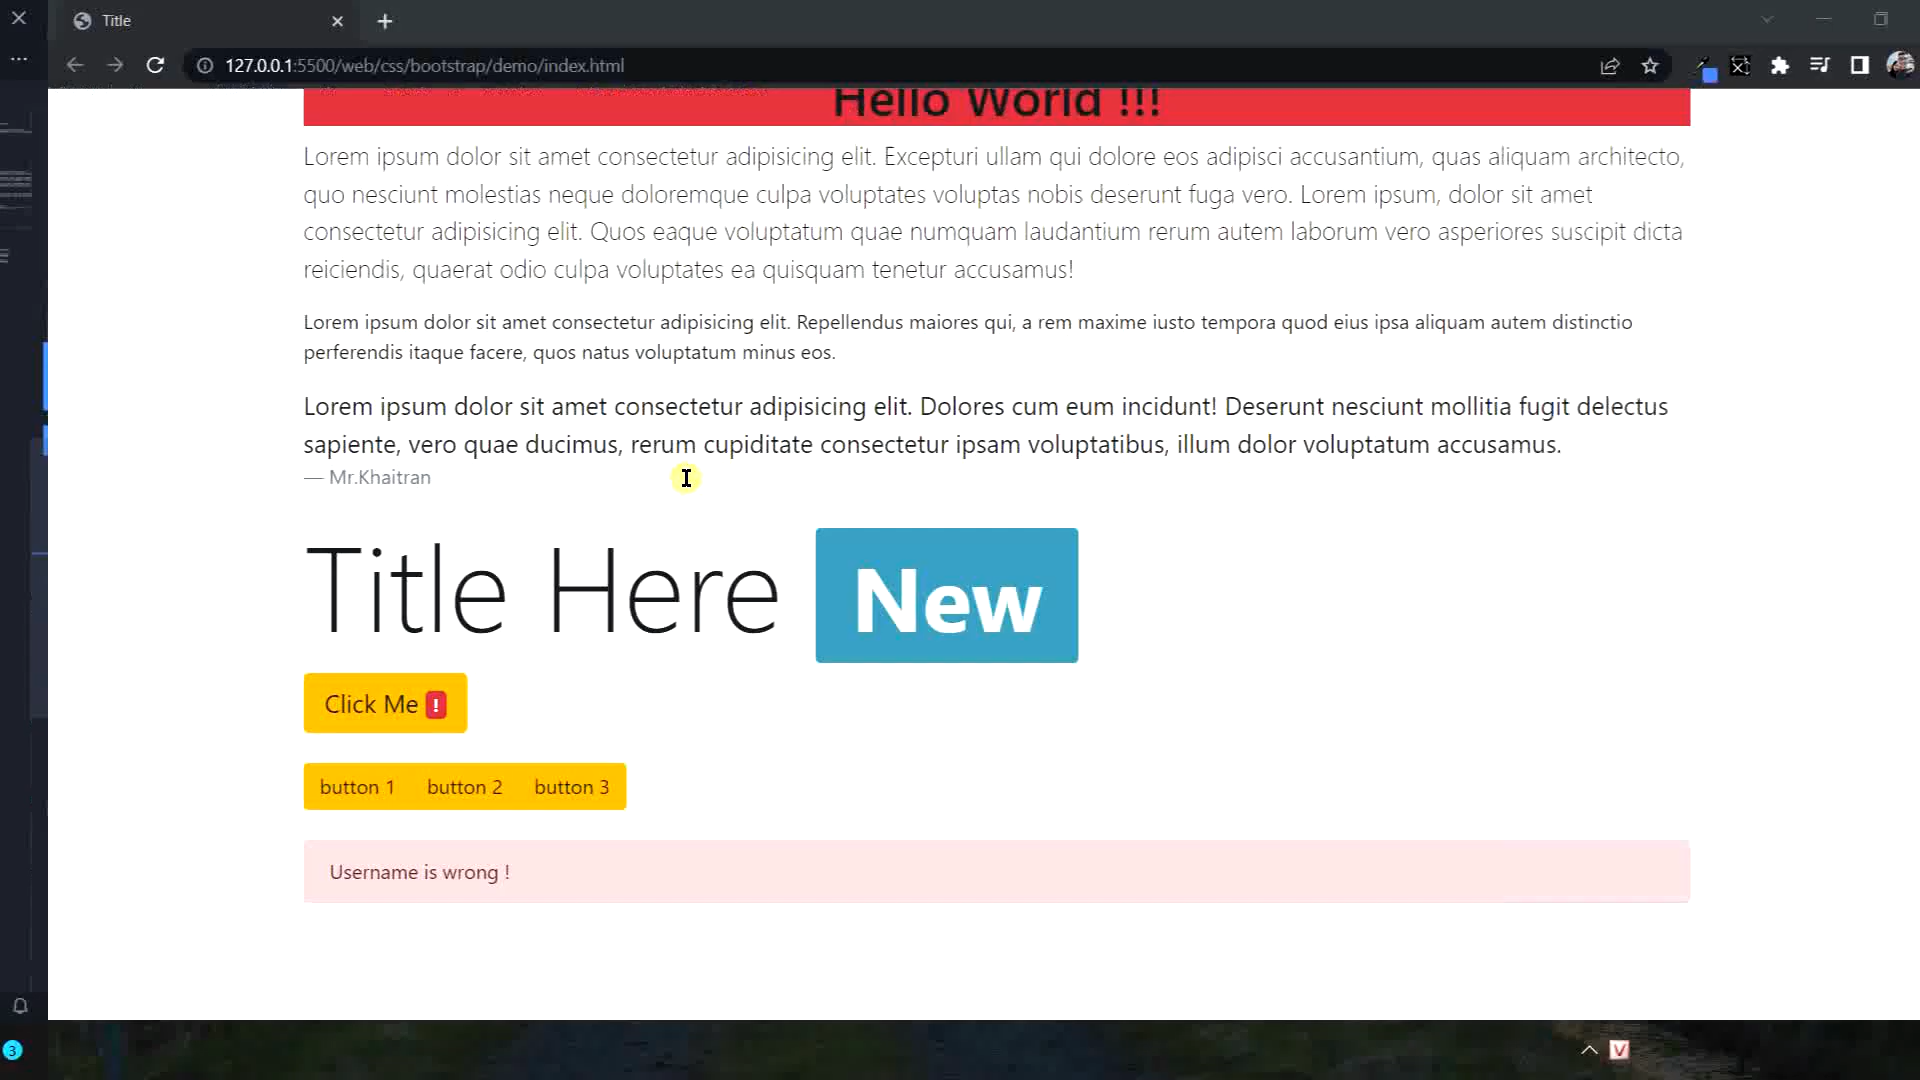 Title
127.0.0.1:5500/web/css/bootstrap/demo/index.html
Hello World !!!
Lorem ipsum dolor sit amet consectetur adipisicing elit. Excepturi ullam qui dolore eos adipisci accusantium, quas aliquam architecto,
quo nesciunt molestias neque doloremque culpa voluptates voluptas nobis deserunt fuga vero. Lorem ipsum, dolor sit amet
consectetur adipisicing elit. Quos eaque voluptatum quae numquam laudantium rerum autem laborum vero asperiores suscipit dicta
reiciendis, quaerat odio culpa voluptates ea quisquam tenetur accusamus!
Lorem ipsum dolor sit amet consectetur adipisicing elit. Repellendus maiores qui, a rem maxime iusto tempora quod eius ipsa aliquam autem distinctio
perferendis itaque facere, quos natus voluptatum minus eos.
Lorem ipsum dolor sit amet consectetur adipisicing elit. Dolores cum eum incidunt! Deserunt nesciunt mollitia fugit delectus
sapiente, vero quae ducimus, rerum cupiditate consectetur ipsam voluptatibus, illum dolor voluptatum accusamus.
— Mr.Khaitran
Title Here New
Click Me !
button 1 button 2 button 3
Username is wrong !
3
V